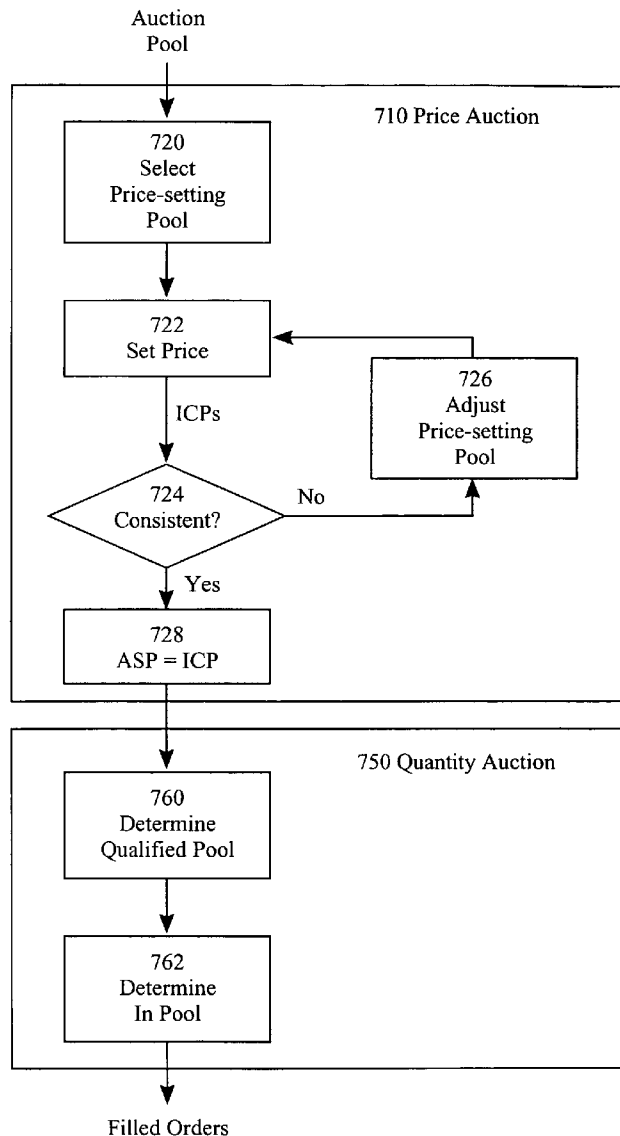 Auction
Pool
710 Price Auction
720
Select
Price-setting
Pool
722
Set Price
726
Adjust
Price-setting
Pool
ICPs
724
Consistent?
No
Yes
728
ASP = ICP
750 Quantity Auction
760
Determine
Qualified Pool
762
Determine
In Pool
Filled Orders